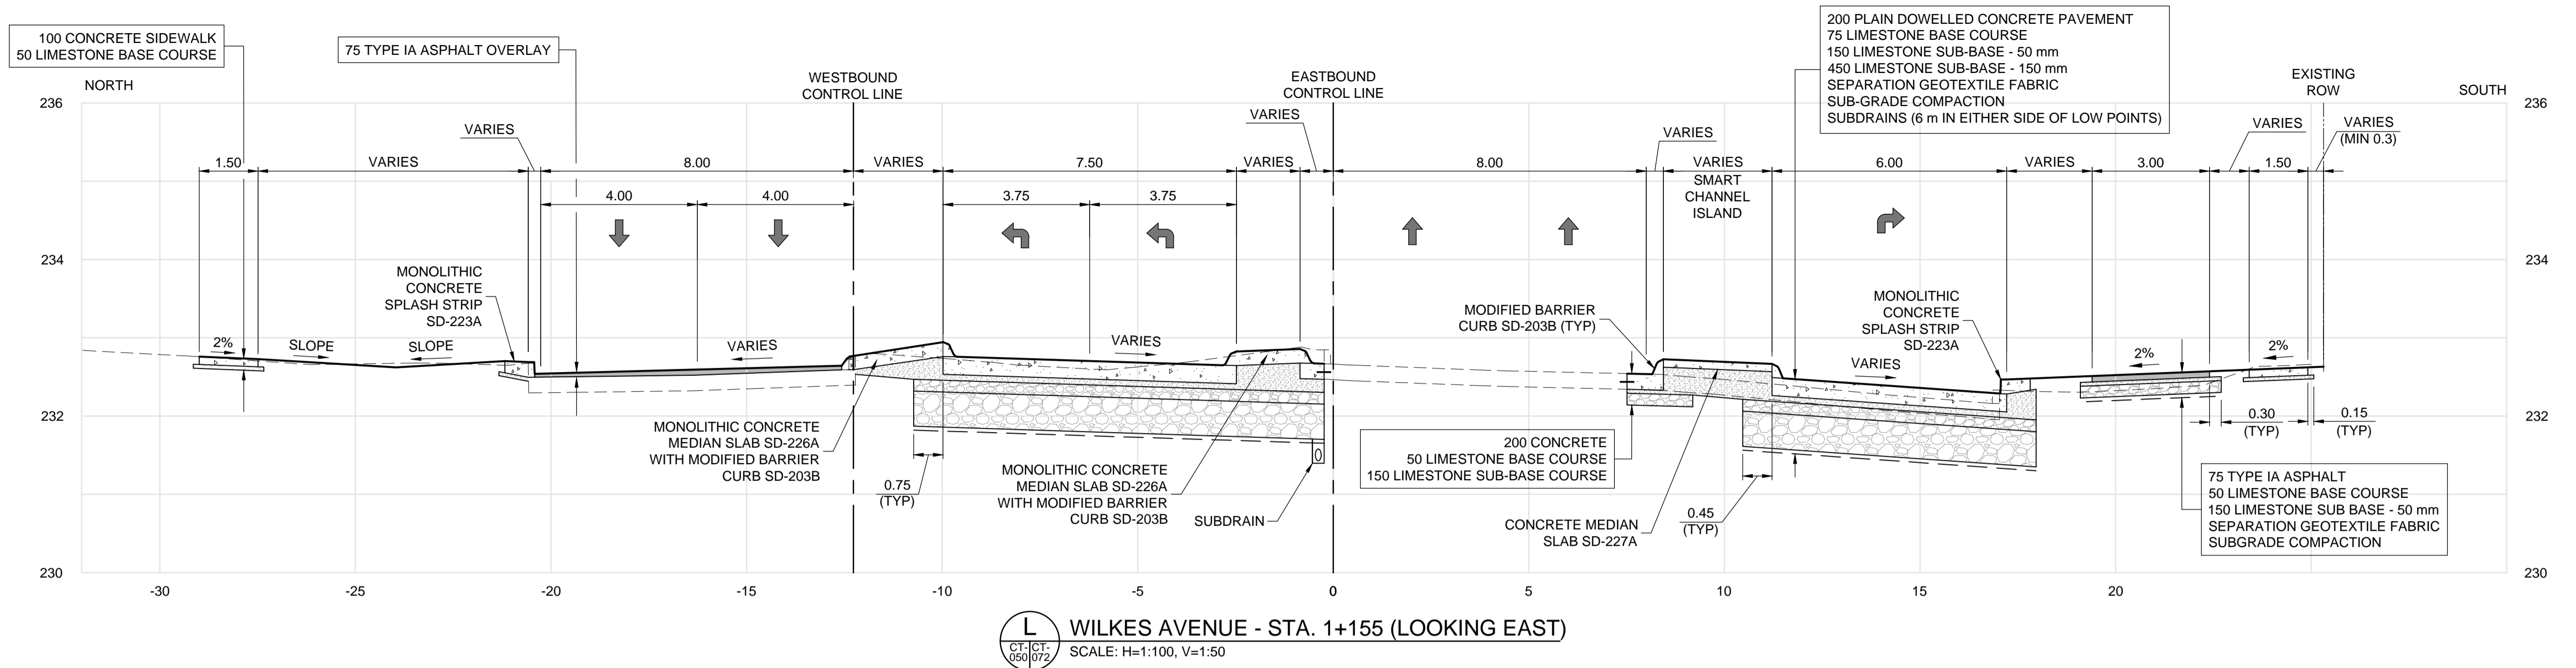 100 CONCRETE SIDEWALK
50 LIMESTONE BASE COURSE
75 TYPE IA ASPHALT OVERLAY
200 PLAIN DOWELLED CONCRETE PAVEMENT
75 LIMESTONE BASE COURSE
150 LIMESTONE SUB-BASE - 50 mm
450 LIMESTONE SUB-BASE - 150 mm
SEPARATION GEOTEXTILE FABRIC
SUB-GRADE COMPACTION
SUBDRAINS (6 m IN EITHER SIDE OF LOW POINTS)
NORTH
WESTBOUND
CONTROL LINE
EASTBOUND
CONTROL LINE
EXISTING
ROW
SOUTH
236
236
VARIES
VARIES
VARIES
VARIES
VARIES
(MIN 0.3)
1.50
VARIES
8.00
VARIES
7.50
VARIES
8.00
VARIES
SMART
CHANNEL
ISLAND
6.00
VARIES
3.00
1.50
4.00
4.00
3.75
3.75
234
234
MONOLITHIC
CONCRETE
SPLASH STRIP
SD-223A
MODIFIED BARRIER
CURB SD-203B (TYP)
MONOLITHIC
CONCRETE
SPLASH STRIP
SD-223A
2%
SLOPE
SLOPE
VARIES
VARIES
VARIES
2%
2%
232
232
MONOLITHIC CONCRETE
MEDIAN SLAB SD-226A
WITH MODIFIED BARRIER
CURB SD-203B
0.75
(TYP)
MONOLITHIC CONCRETE
MEDIAN SLAB SD-226A
WITH MODIFIED BARRIER
CURB SD-203B
SUBDRAIN
200 CONCRETE
50 LIMESTONE BASE COURSE
150 LIMESTONE SUB-BASE COURSE
CONCRETE MEDIAN
SLAB SD-227A
0.45
(TYP)
0.30
(TYP)
0.15
(TYP)
75 TYPE IA ASPHALT
50 LIMESTONE BASE COURSE
150 LIMESTONE SUB BASE - 50 mm
SEPARATION GEOTEXTILE FABRIC
SUBGRADE COMPACTION
230
230
-30
-25
-20
-15
-10
-5
0
5
10
15
20
L
CT-050
CT-072
WILKES AVENUE - STA. 1+155 (LOOKING EAST)
SCALE: H=1:100, V=1:50